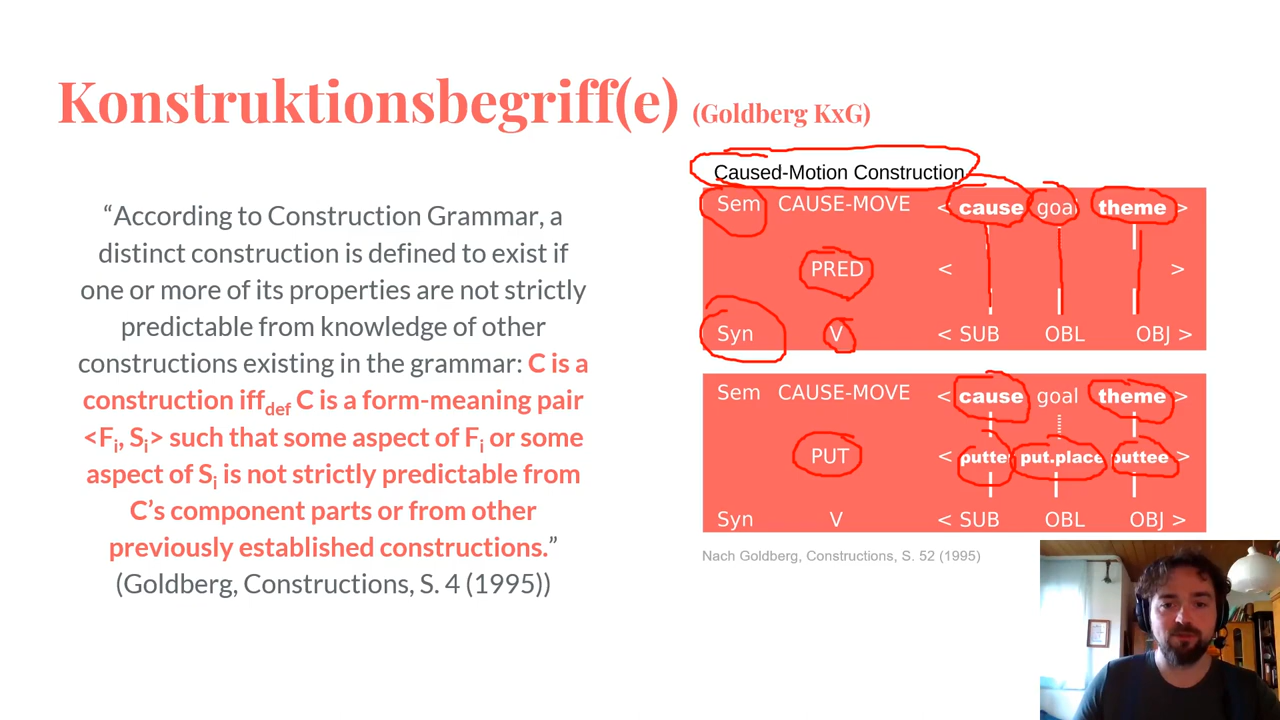 Konstruktionsbegriff(e) (Goldberg KxG)
“According to Construction Grammar, a
distinct construction is defined to exist if
one or more of its properties are not strictly
predictable from knowledge of other
constructions existing in the grammar: C is a
construction iff_def C is a form-meaning pair
<F_i, S_i> such that some aspect of F_i or some
aspect of S_i is not strictly predictable from
C’s component parts or from other
previously established constructions.”
(Goldberg, Constructions, S. 4 (1995))
Caused-Motion Construction
Sem CAUSE-MOVE < cause goal theme >
PRED < >
Syn V < SUB OBL OBJ >
Sem CAUSE-MOVE < cause goal theme >
PUT < putter put.place puttee >
Syn V < SUB OBL OBJ >
Nach Goldberg, Constructions, S. 52 (1995)